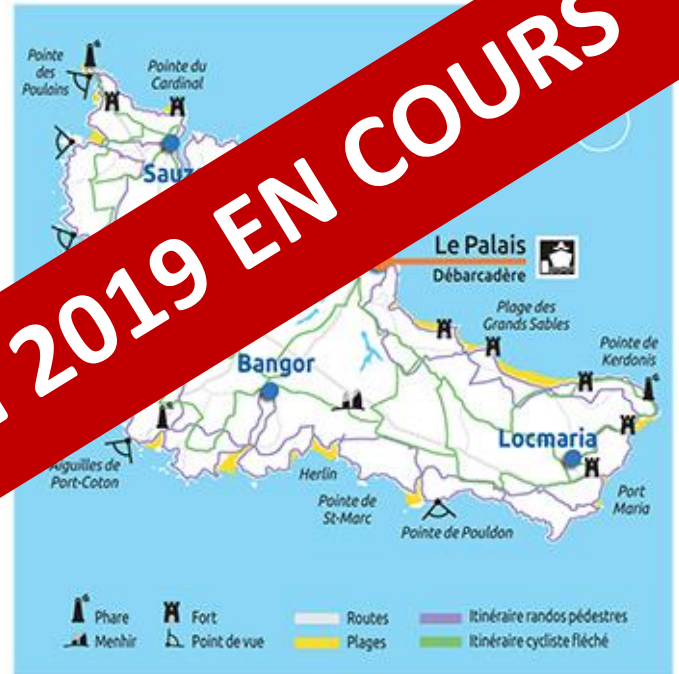 Pointe
des
Poulains
Pointe du
Cardinal
2019 EN COURS
Le Palais
Débarcadère
Plage des
Grands Sables
Pointe de
Kerdonis
Bangor
Locmaria
Aiguilles de
Port-Coton
Herlin
Pointe de
St-Marc
Pointe de Pouldon
Port
Maria
Phare
Fort
Routes
Itinéraire randos pédestres
Menhir
Point de vue
Plages
Itinéraire cycliste fléché